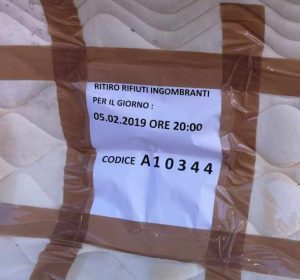 RITIRO RIFIUTI INGOMBRANTI
PER IL GIORNO :
05.02.2019 ORE 20:00
CODICE A10344